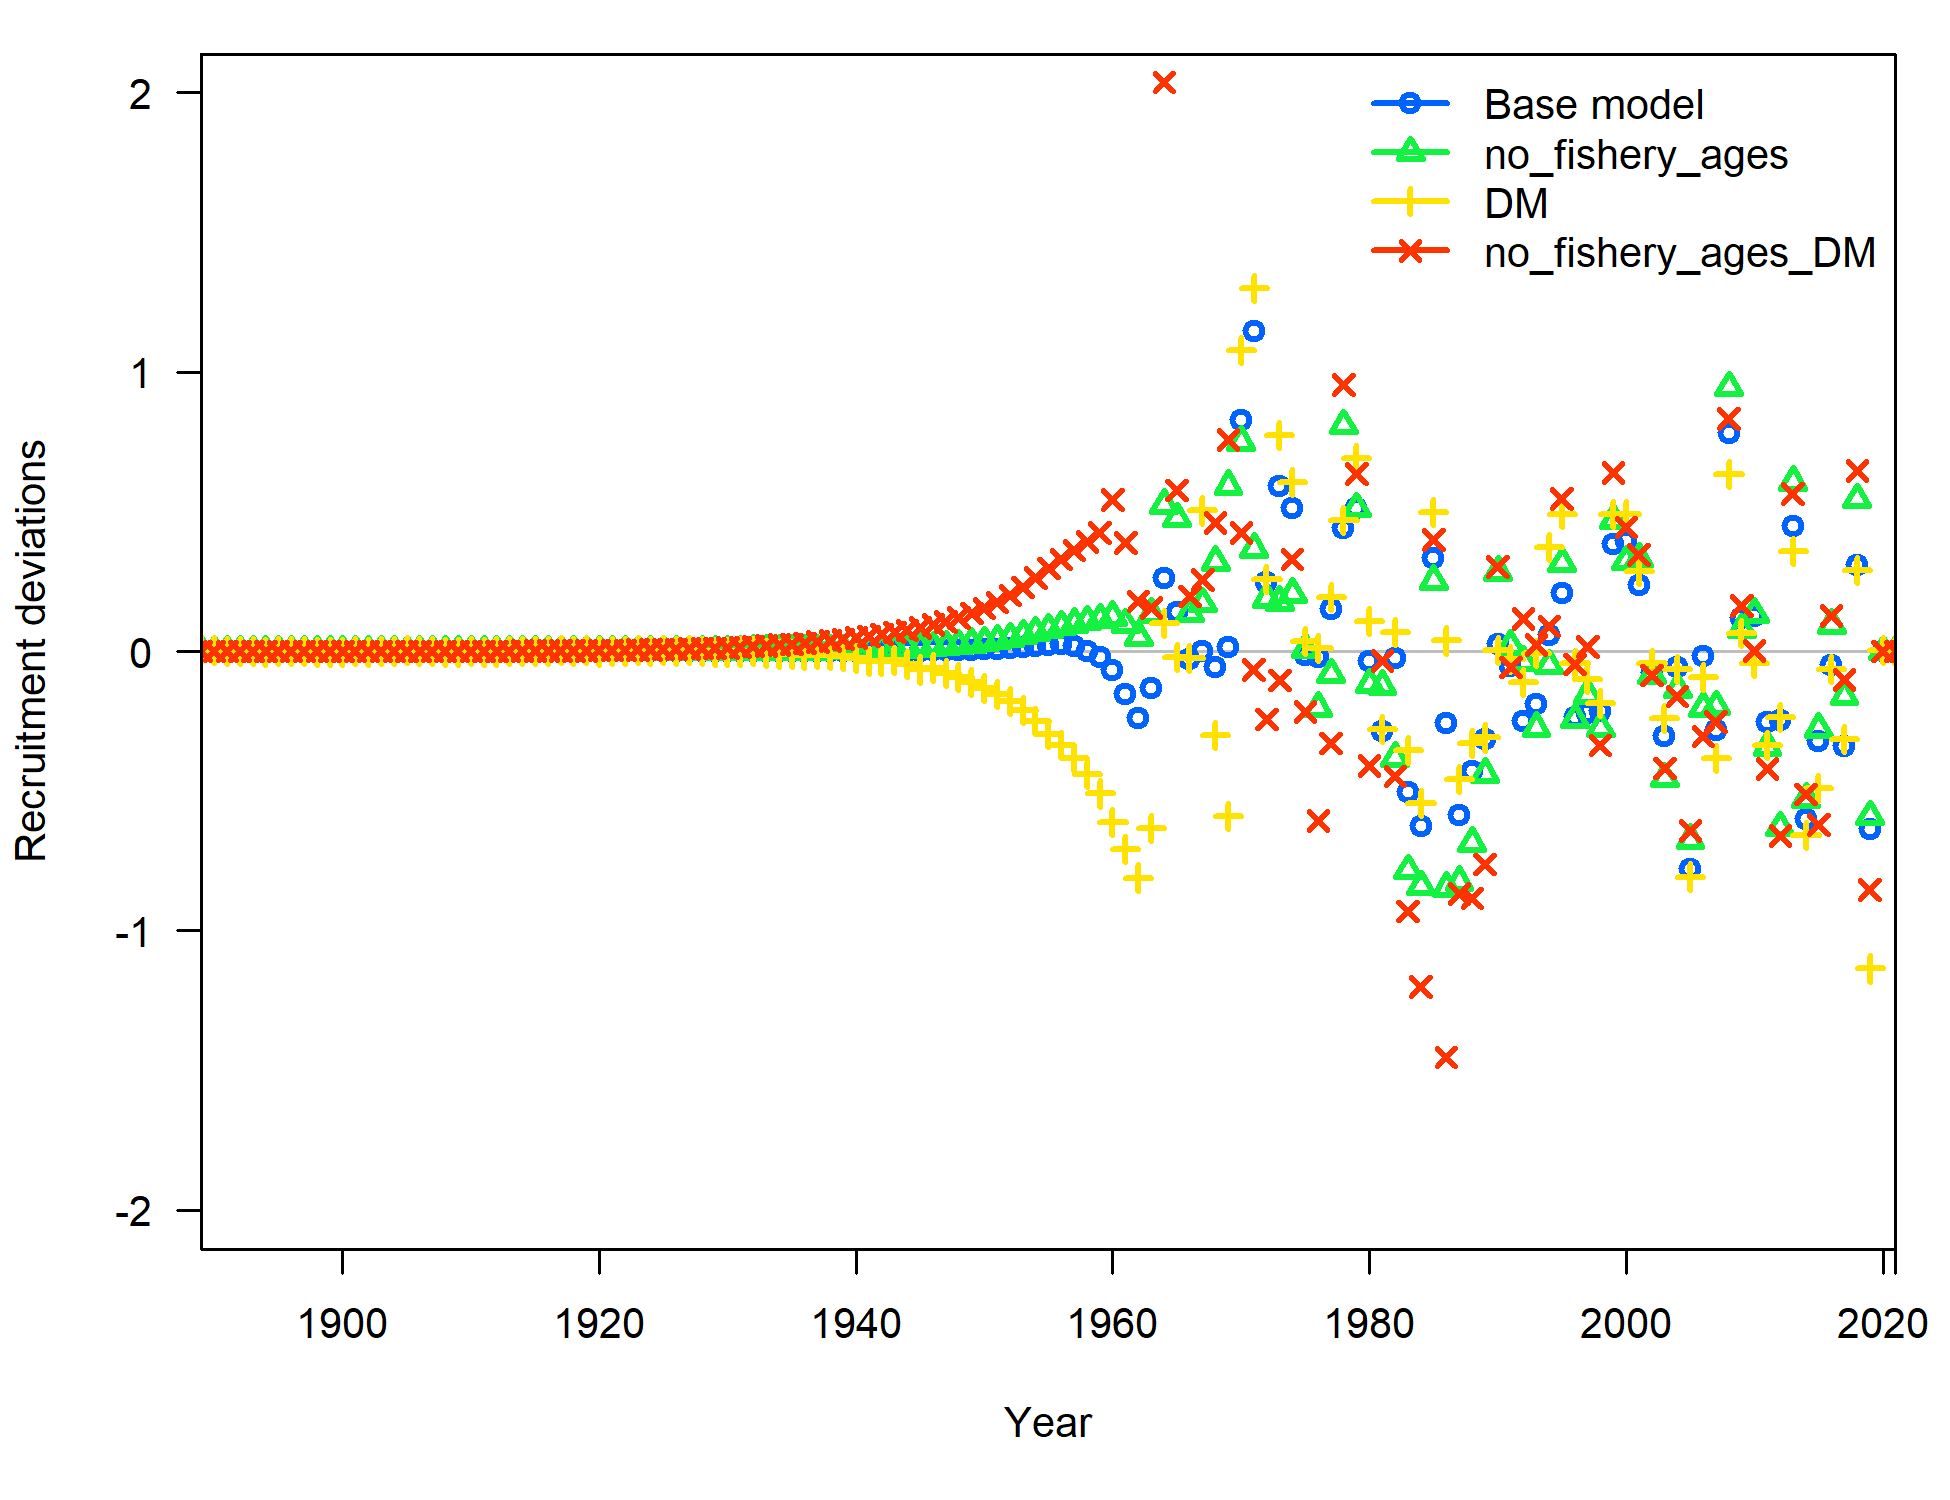 Recruitment deviations
2
1
0
-1
-2
Base model
no_fishery_ages
DM
no_fishery_ages_DM
1900 1920 1940 1960 1980 2000 2020
Year